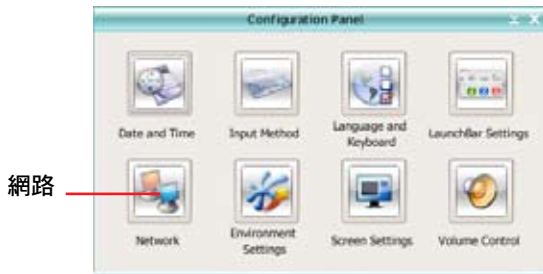 Configuration Panel
Date and Time
Input Method
Language and
Keyboard
LaunchBar Settings
網路
Network
Environment
Settings
Screen Settings
Volume Control